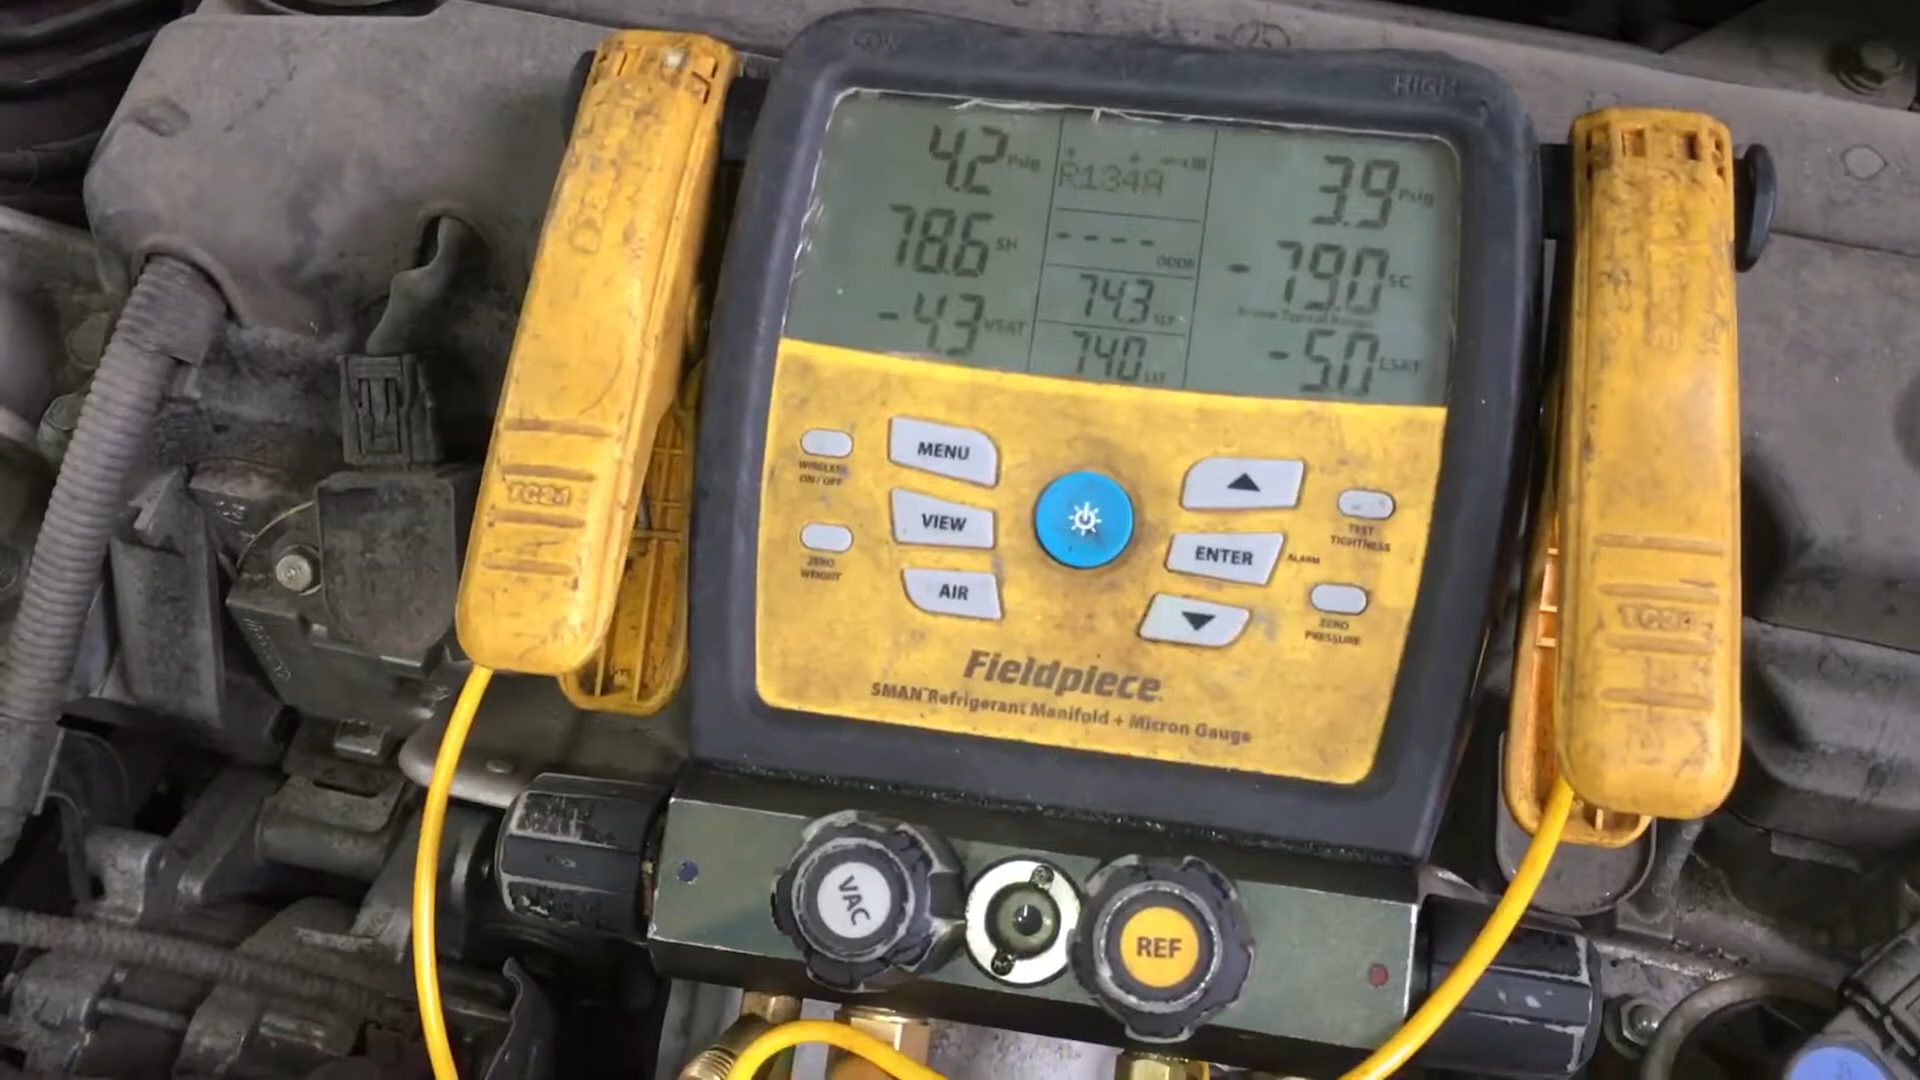 LOW
HIGH
4.2 Psig
R134A
3.9 Psig
78.6 SH
- - - -
-79.0 SC
-4.3 VSAT
74.3
74.0
-5.0 LSAT
WIRELESS
ON/OFF
MENU
TEST
TIGHTNESS
VIEW
ENTER
ALARM
ZERO
WEIGHT
AIR
ZERO
PRESSURE
TC24
TC24
Fieldpiece
SMAN Refrigerant Manifold + Micron Gauge
VAC
REF